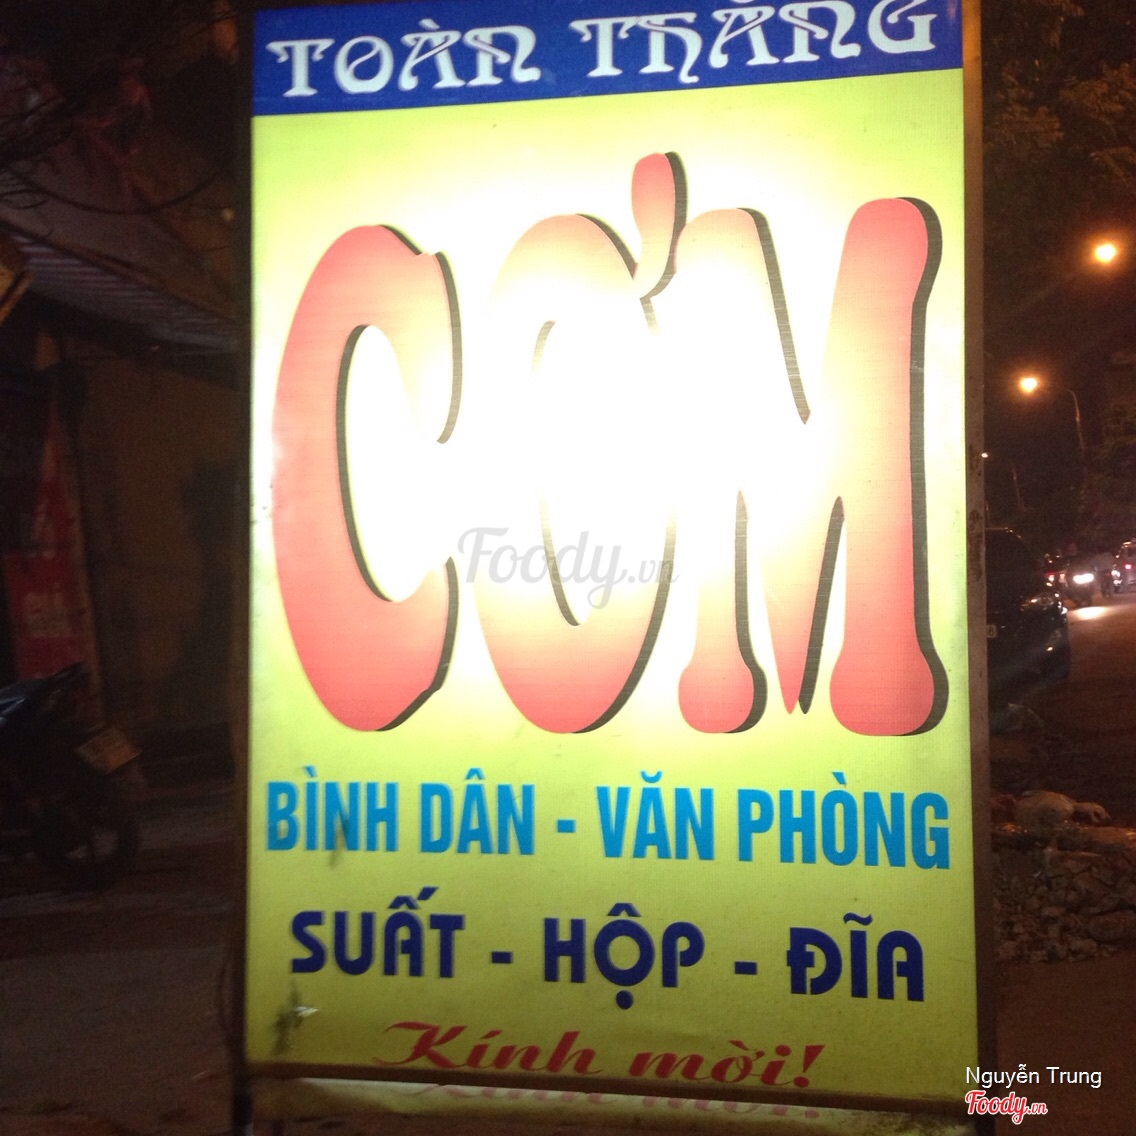 TOÀN THẮNG
CƠM
Foody.vn
BÌNH DÂN - VĂN PHÒNG
SUẤT - HỘP - ĐĨA
Kính mời!
Nguyễn Trung
Foody.vn